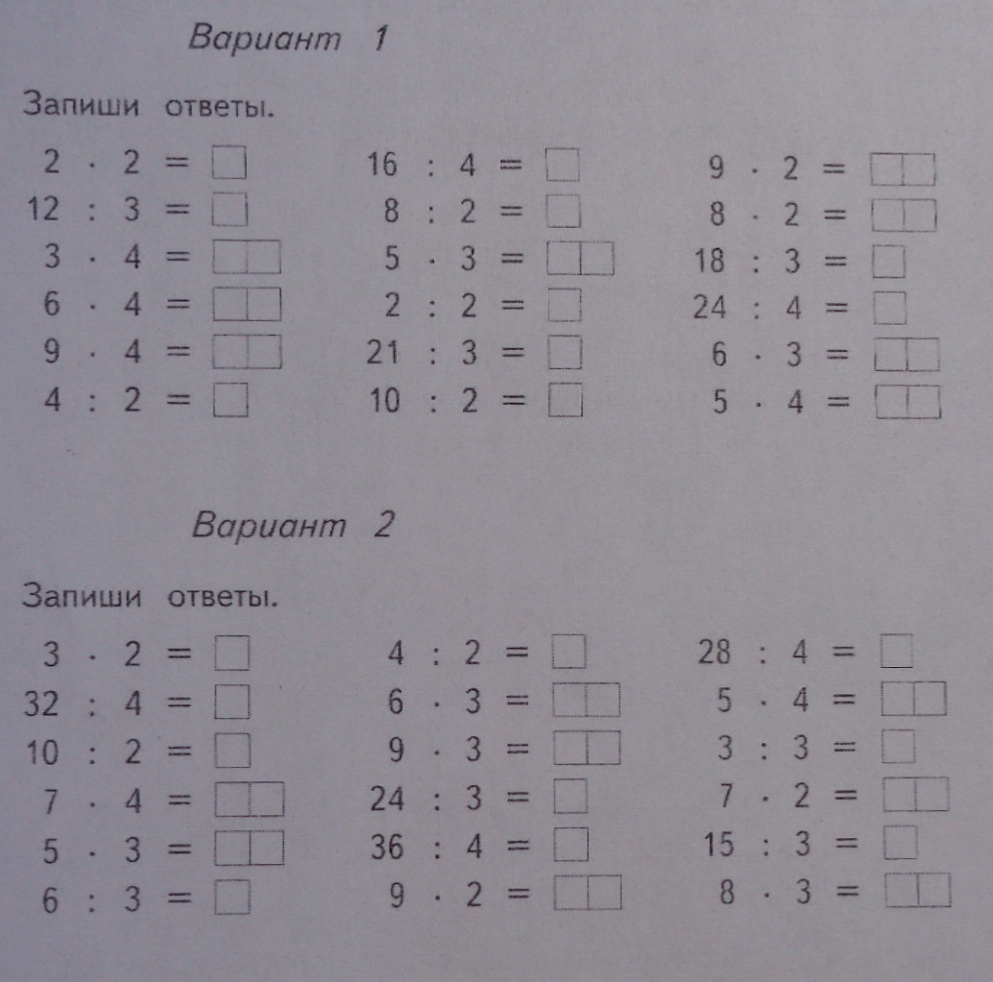 Вариант 1
Запиши ответы.
2 · 2 = 16 : 4 = 9 · 2 =
12 : 3 = 8 : 2 = 8 · 2 =
3 · 4 = 5 · 3 = 18 : 3 =
6 · 4 = 2 : 2 = 24 : 4 =
9 · 4 = 21 : 3 = 6 · 3 =
4 : 2 = 10 : 2 = 5 · 4 =
Вариант 2
Запиши ответы.
3 · 2 = 4 : 2 = 28 : 4 =
32 : 4 = 6 · 3 = 5 · 4 =
10 : 2 = 9 · 3 = 3 : 3 =
7 · 4 = 24 : 3 = 7 · 2 =
5 · 3 = 36 : 4 = 15 : 3 =
6 : 3 = 9 · 2 = 8 · 3 =